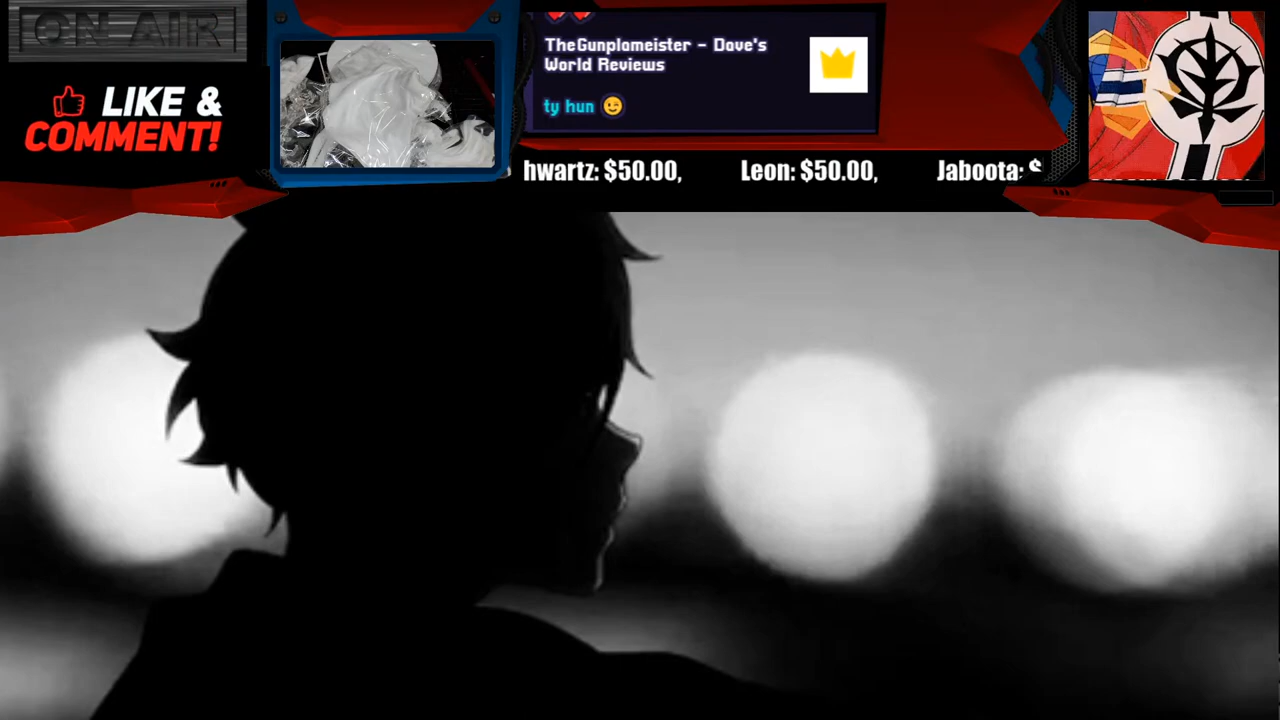 ON AIR
LIKE &
COMMENT!
TheGunplameister - Dave's
World Reviews
ty hun
hwartz: $50.00, Leon: $50.00, Jaboota: $